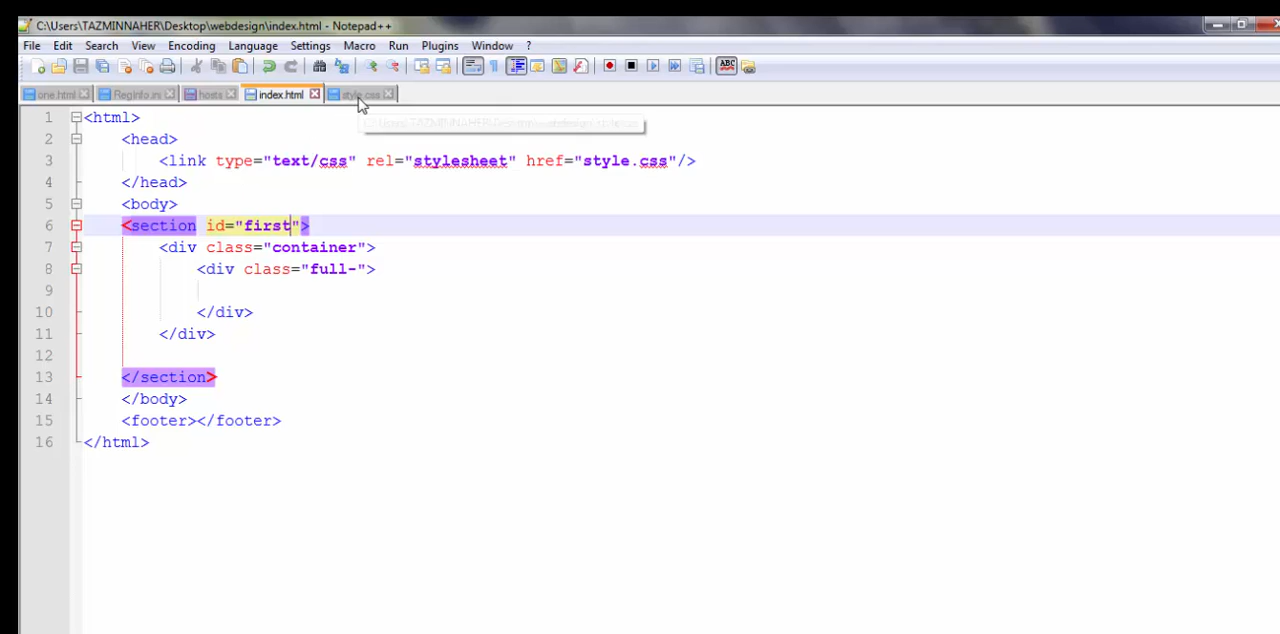 C:\Users\TAZMINNAHER\Desktop\webdesign\index.html - Notepad++
File Edit Search View Encoding Language Settings Macro Run Plugins Window ?
one.html RegInfo.ini hosts index.html style.css
1 <html>
2 <head>
3 <link type="text/css" rel="stylesheet" href="style.css"/>
4 </head>
5 <body>
6 <section id="first">
7 <div class="container">
8 <div class="full-">
9
10 </div>
11 </div>
12
13 </section>
14 </body>
15 <footer></footer>
16 </html>